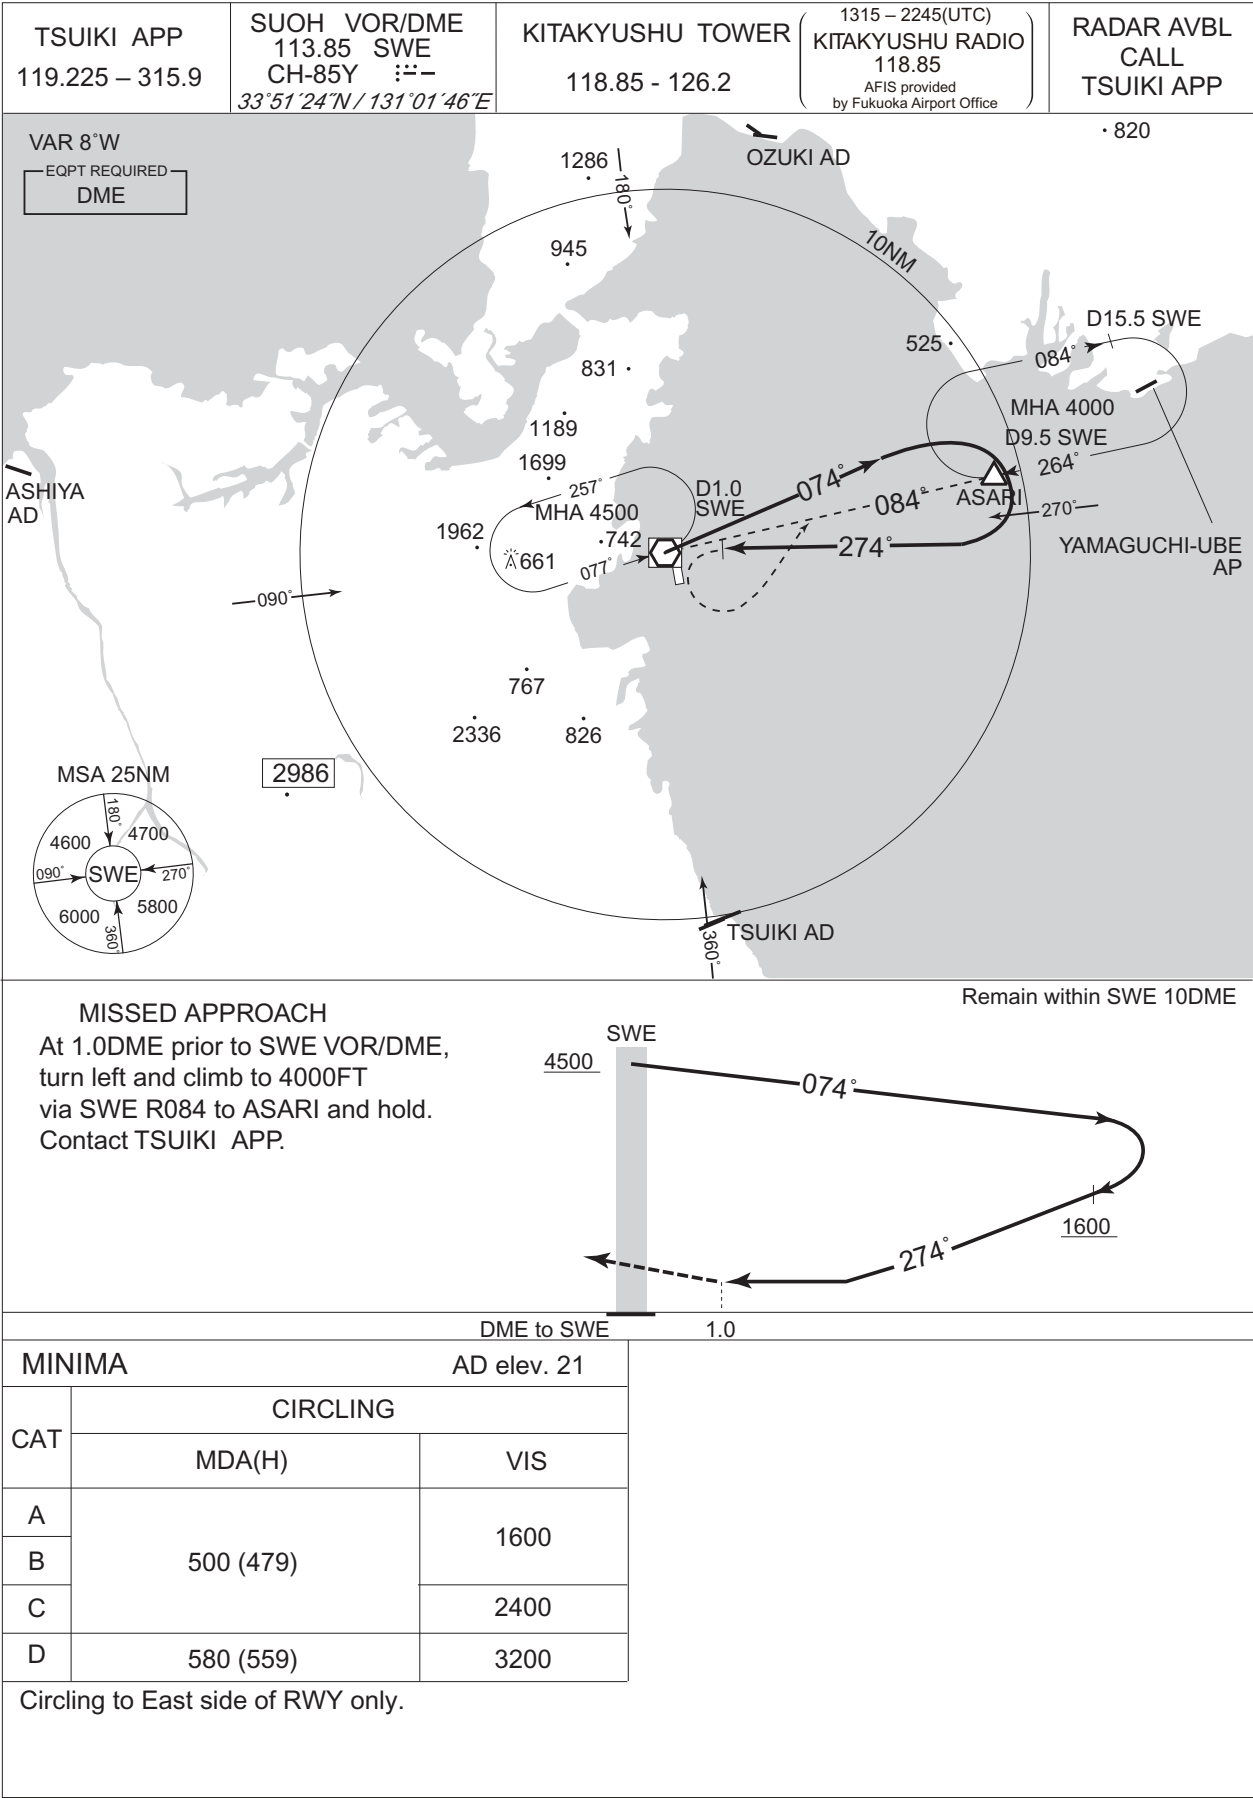 TSUIKI APP
119.225 – 315.9
SUOH VOR/DME
113.85 SWE
CH-85Y
33˚51´24˝N / 131˚01´46˝E
KITAKYUSHU TOWER
118.85 - 126.2
1315 – 2245(UTC)
KITAKYUSHU RADIO
118.85
AFIS provided
by Fukuoka Airport Office
RADAR AVBL
CALL
TSUIKI APP
VAR 8˚W
EQPT REQUIRED
DME
820
OZUKI AD
1286
180˚
945
10NM
D15.5 SWE
525
084˚
831
MHA 4000
D9.5 SWE
1189
264˚
1699
257˚
D1.0
SWE
074˚
ASARI
084˚
270˚
ASHIYA
AD
MHA 4500
1962
742
274˚
661
077˚
YAMAGUCHI-UBE
AP
090˚
767
2336
826
2986
MSA 25NM
180˚
4600
4700
090˚
SWE
270˚
6000
5800
360˚
TSUIKI AD
360˚
Remain within SWE 10DME
MISSED APPROACH
At 1.0DME prior to SWE VOR/DME,
turn left and climb to 4000FT
via SWE R084 to ASARI and hold.
Contact TSUIKI APP.
SWE
4500
074˚
1600
274˚
DME to SWE
1.0
MINIMA
AD elev. 21
CAT
CIRCLING
MDA(H)
VIS
A
B
500 (479)
1600
C
2400
D
580 (559)
3200
Circling to East side of RWY only.